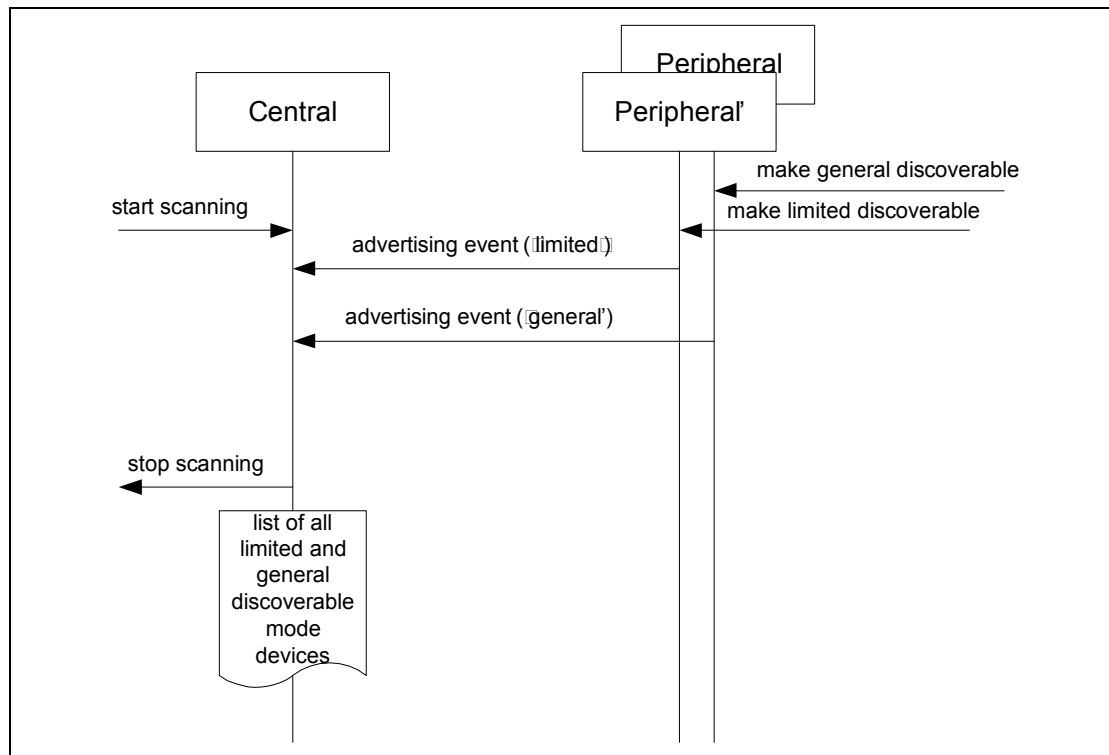 Peripheral
Central
Peripheral’
make general discoverable
start scanning
make limited discoverable
advertising event (▯limited▯)
advertising event (▯general’)
stop scanning
list of all
limited and
general
discoverable
mode
devices